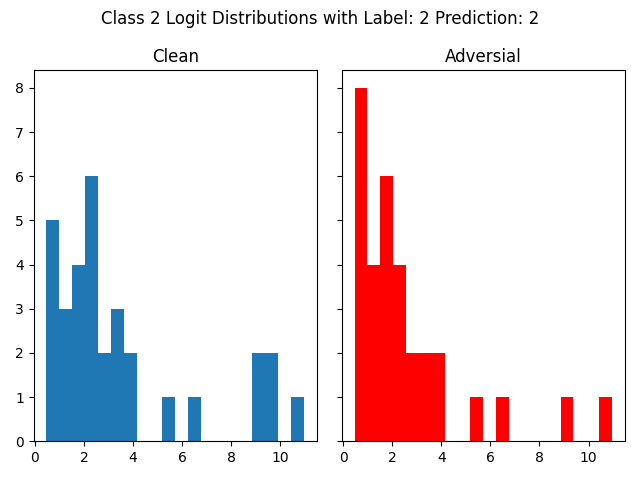 Class 2 Logit Distributions with Label: 2 Prediction: 2
Clean
Adversial
8
7
6
5
4
3
2
1
0
0 2 4 6 8 10
0 2 4 6 8 10